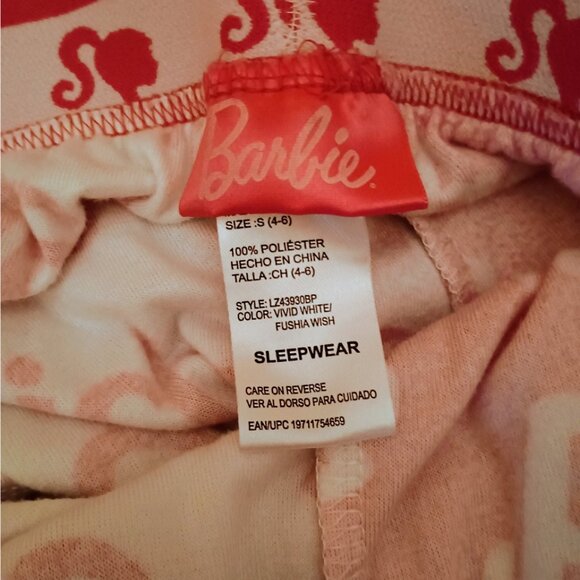 Barbie
SIZE :S (4-6)
100% POLIÉSTER
HECHO EN CHINA
TALLA :CH (4-6)
STYLE: LZ43930BP
COLOR: VIVID WHITE/
FUSHIA WISH
SLEEPWEAR
CARE ON REVERSE
VER AL DORSO PARA CUIDADO
EAN/UPC 19711754659